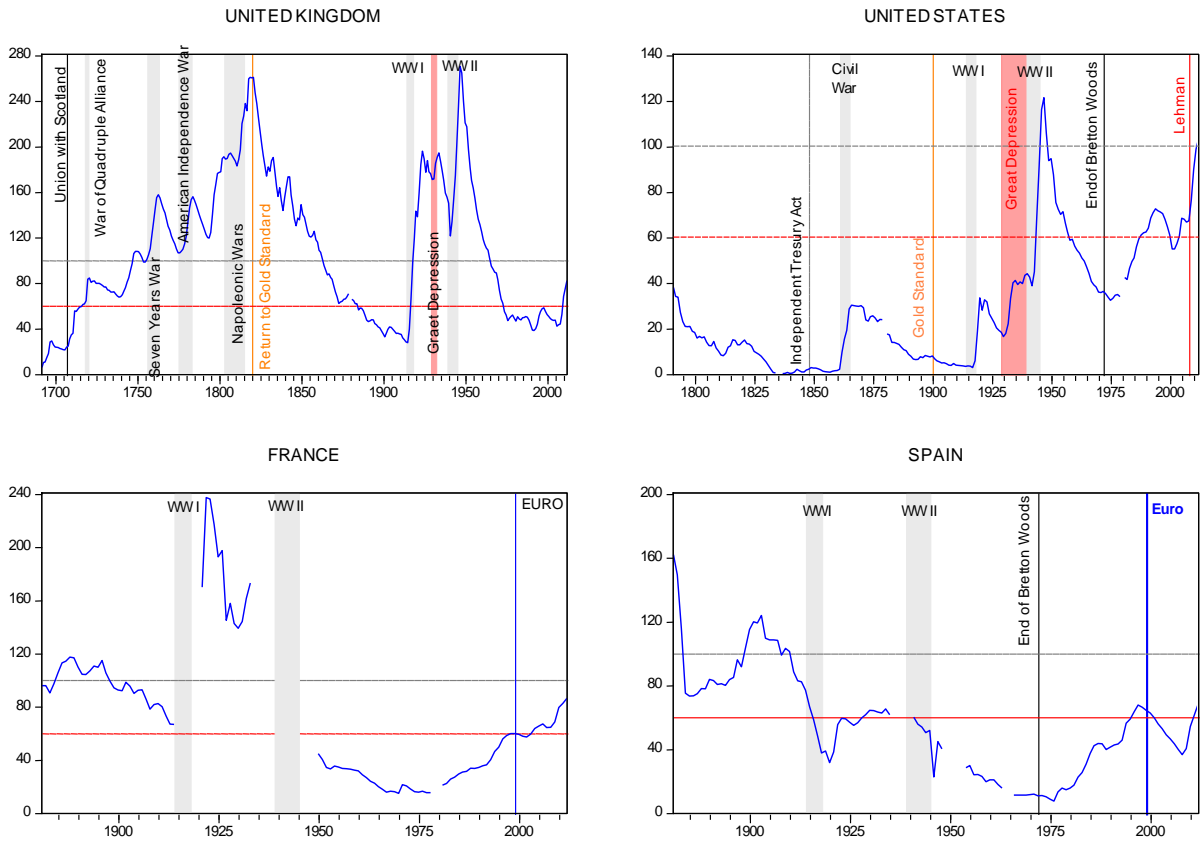 UNITED KINGDOM
280
240
200
160
120
80
40
0
1700
1750
1800
1850
1900
1950
2000
Union with Scotland
War of Quadruple Alliance
Seven Years War
American Independence War
Napoleonic Wars
Return to Gold Standard
WW I
Graet Depression
WW II
UNITED STATES
140
120
100
80
60
40
20
0
1800
1825
1850
1875
1900
1925
1950
1975
2000
Independent Tresury Act
Civil
War
Gold Standard
WW I
Great Depression
WW II
Endof Bretton Woods
Lehman
FRANCE
240
200
160
120
80
40
0
1900
1925
1950
1975
2000
WW I
WW II
EURO
SPAIN
200
160
120
80
40
0
1900
1925
1950
1975
2000
WWI
WW II
End of Bretton Woods
Euro